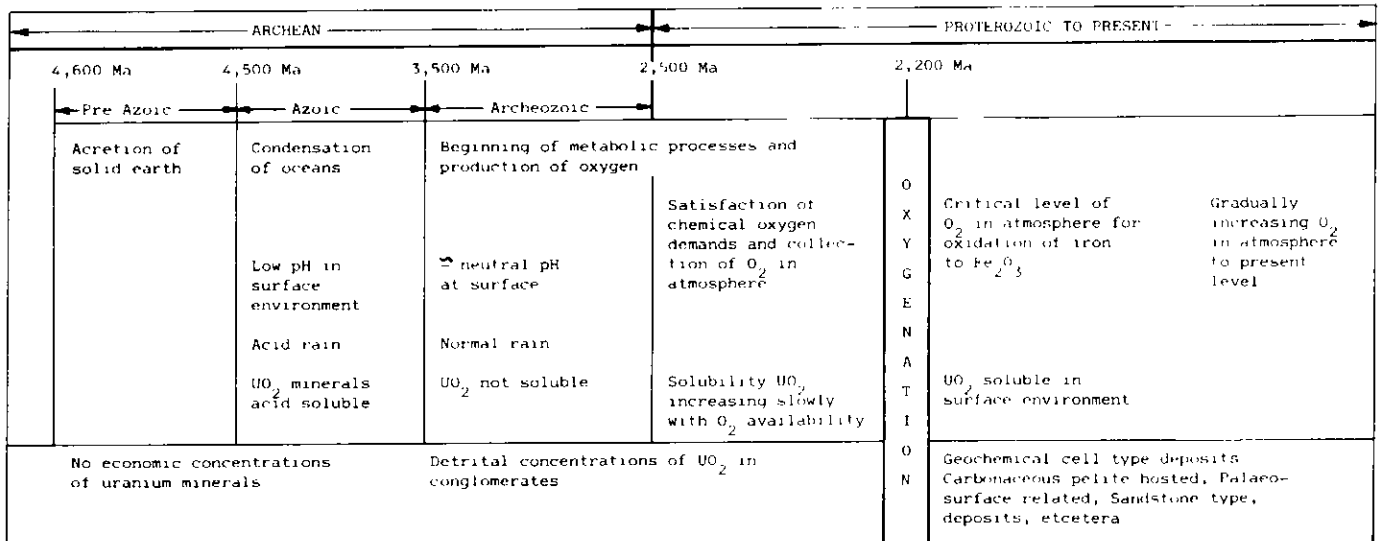 ARCHEAN
PROTEROZOIC TO PRESENT
4,600 Ma
4,500 Ma
3,500 Ma
2,500 Ma
2,200 Ma
Pre Azoic
Azoic
Archeozoic
Acretion of
solid earth
Condensation
of oceans
Low pH in
surface
environment
Acid rain
UO2 minerals
acid soluble
Beginning of metabolic processes and
production of oxygen
≃ neutral pH
at surface
Normal rain
UO2 not soluble
Satisfaction of
chemical oxygen
demands and collec-
tion of O2 in
atmosphere
Solubility UO2
increasing slowly
with O2 availability
OXYGENATION
Critical level of
O2 in atmosphere for
oxidation of iron
to Fe2O3
UO2 soluble in
surface environment
Gradually
increasing O2
in atmosphere
to present
level
No economic concentrations
of uranium minerals
Detrital concentrations of UO2 in
conglomerates
Geochemical cell type deposits
Carbonaceous pelite hosted, Palaeo-
surface related, Sandstone type,
deposits, etcetera